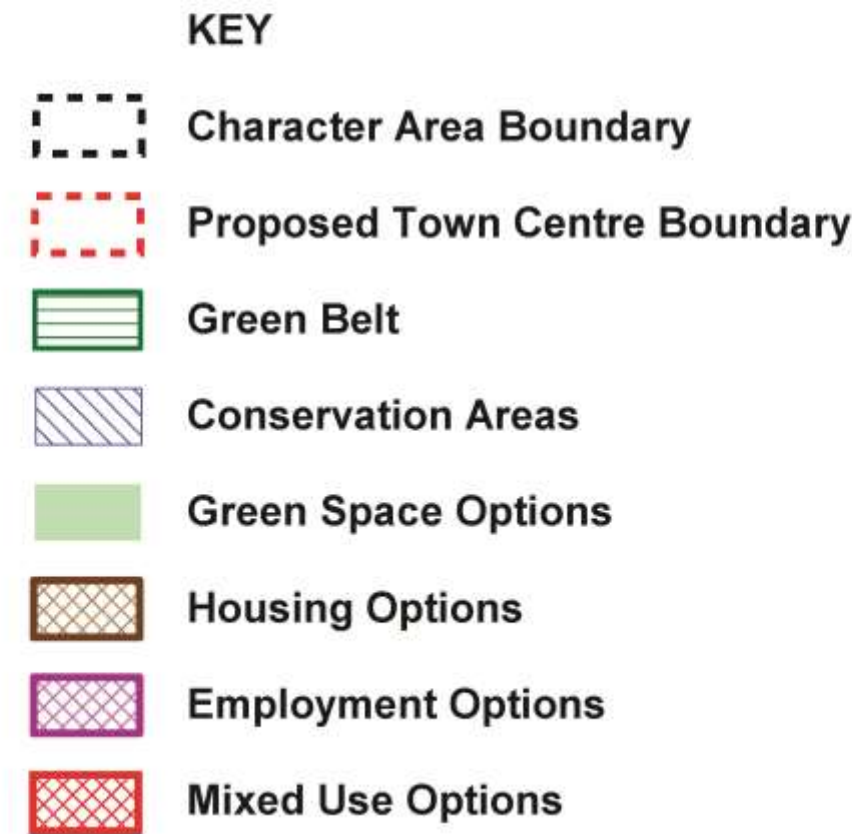 KEY
Character Area Boundary
Proposed Town Centre Boundary
Green Belt
Conservation Areas
Green Space Options
Housing Options
Employment Options
Mixed Use Options